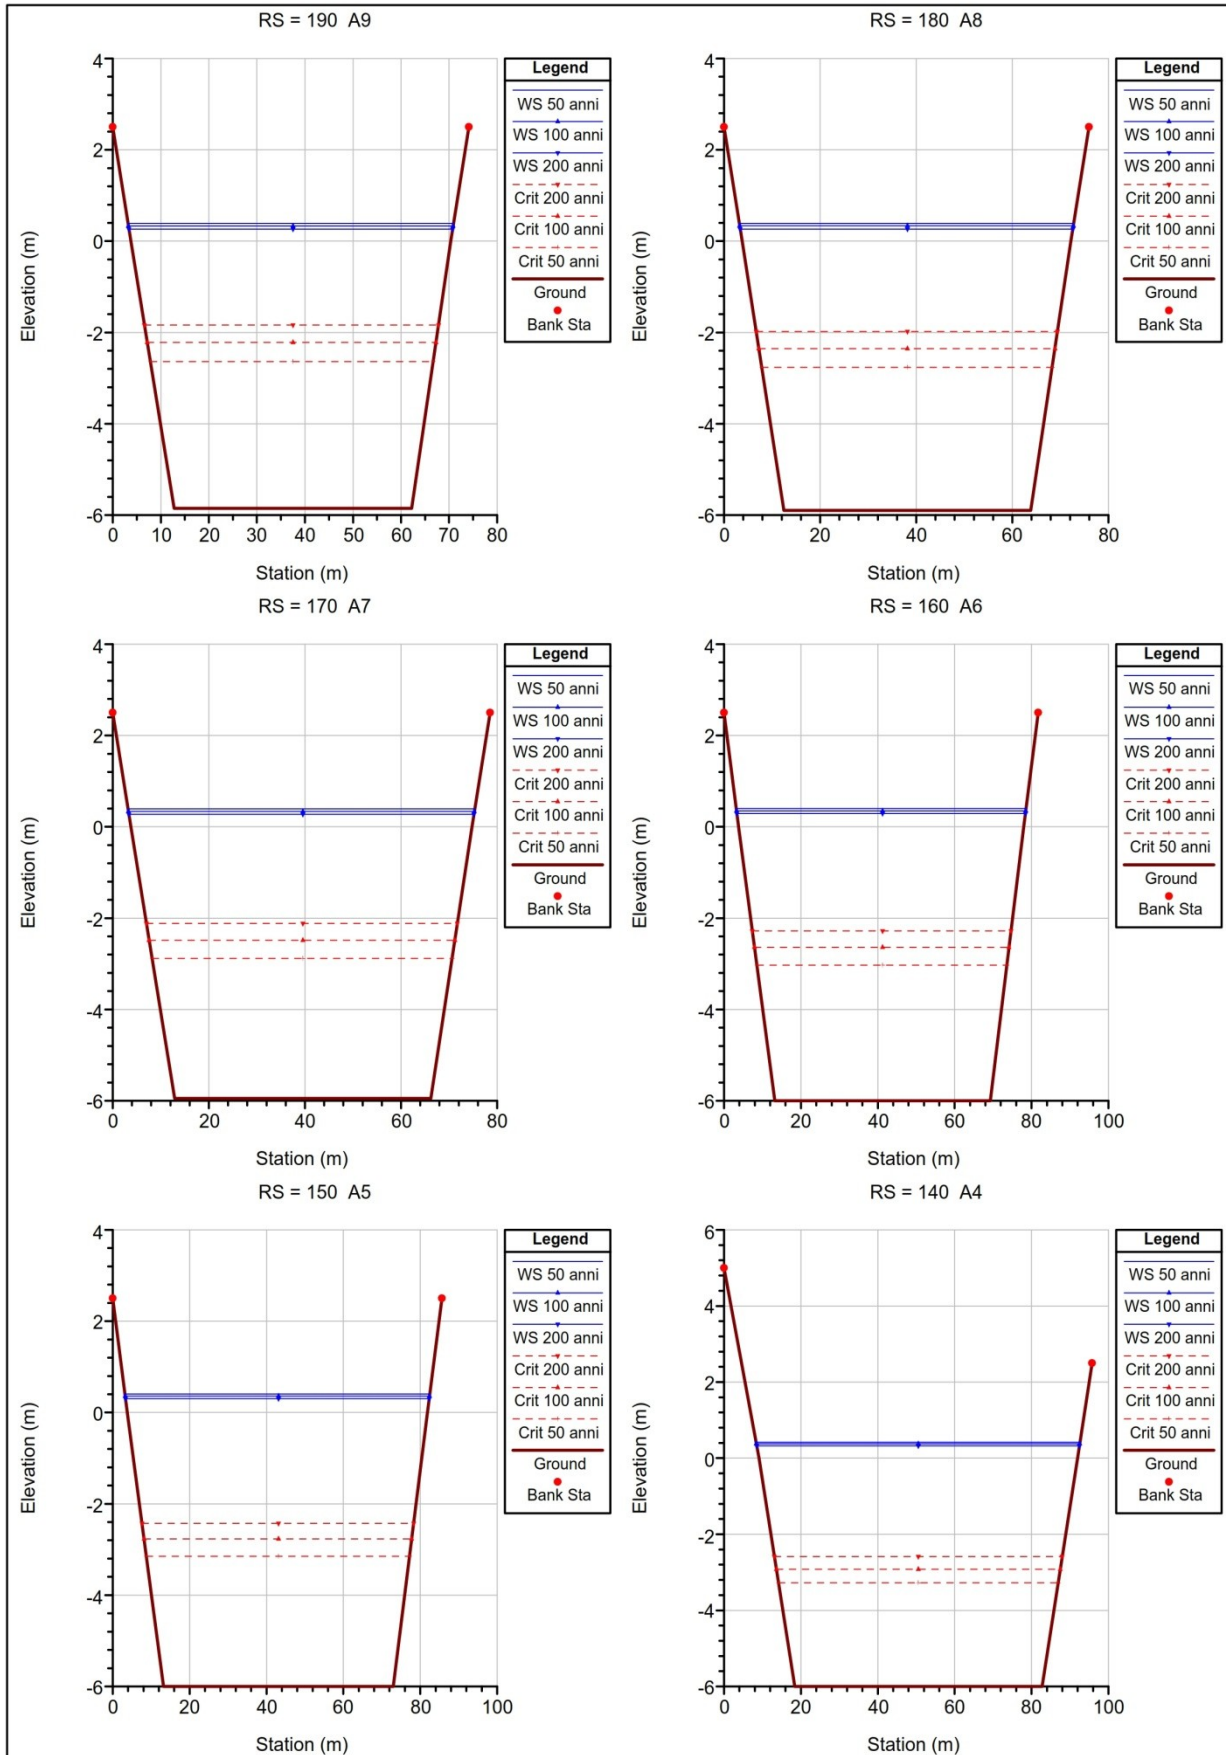 RS = 190 A9
4
2
0
-2
-4
-6
Elevation (m)
0 10 20 30 40 50 60 70 80
Station (m)
Legend
WS 50 anni
WS 100 anni
WS 200 anni
Crit 200 anni
Crit 100 anni
Crit 50 anni
Ground
Bank Sta
RS = 180 A8
4
2
0
-2
-4
-6
Elevation (m)
0 20 40 60 80
Station (m)
Legend
WS 50 anni
WS 100 anni
WS 200 anni
Crit 200 anni
Crit 100 anni
Crit 50 anni
Ground
Bank Sta
RS = 170 A7
4
2
0
-2
-4
-6
Elevation (m)
0 20 40 60 80
Station (m)
Legend
WS 50 anni
WS 100 anni
WS 200 anni
Crit 200 anni
Crit 100 anni
Crit 50 anni
Ground
Bank Sta
RS = 160 A6
4
2
0
-2
-4
-6
Elevation (m)
0 20 40 60 80 100
Station (m)
Legend
WS 50 anni
WS 100 anni
WS 200 anni
Crit 200 anni
Crit 100 anni
Crit 50 anni
Ground
Bank Sta
RS = 150 A5
4
2
0
-2
-4
-6
Elevation (m)
0 20 40 60 80 100
Station (m)
Legend
WS 50 anni
WS 100 anni
WS 200 anni
Crit 200 anni
Crit 100 anni
Crit 50 anni
Ground
Bank Sta
RS = 140 A4
6
4
2
0
-2
-4
-6
Elevation (m)
0 20 40 60 80 100
Station (m)
Legend
WS 50 anni
WS 100 anni
WS 200 anni
Crit 200 anni
Crit 100 anni
Crit 50 anni
Ground
Bank Sta